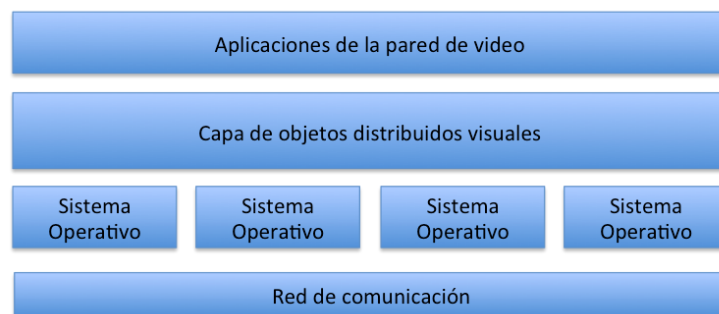 Aplicaciones de la pared de video
Capa de objetos distribuidos visuales
Sistema
Operativo
Sistema
Operativo
Sistema
Operativo
Sistema
Operativo
Red de comunicación